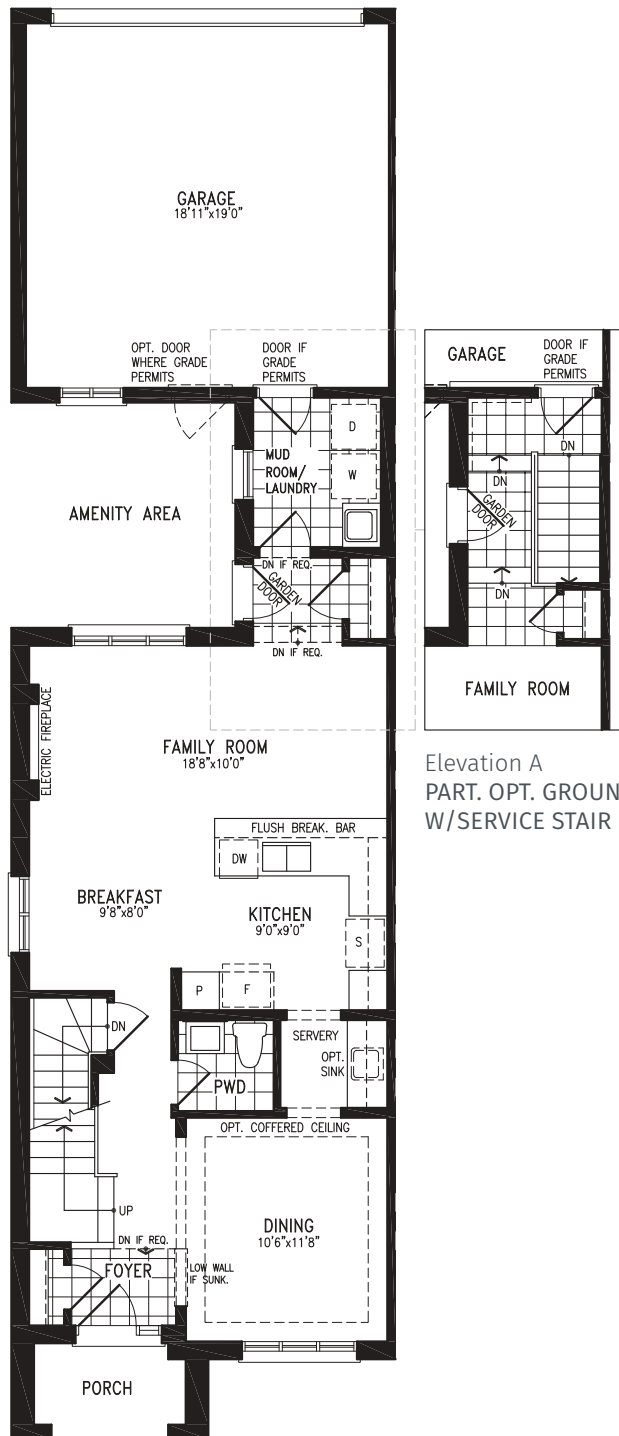 GARAGE
18'11"x19'0"
OPT. DOOR
WHERE GRADE
PERMITS
DOOR IF
GRADE
PERMITS
D
MUD
ROOM/
LAUNDRY
W
AMENITY AREA
DN IF REQ.
GARDEN
DOOR
DN IF REQ.
ELECTRIC FIREPLACE
FAMILY ROOM
18'8"x10'0"
FLUSH BREAK. BAR
DW
BREAKFAST
9'8"x8'0"
KITCHEN
9'0"x9'0"
S
P
F
DN
SERVERY
OPT.
SINK
PWD
OPT. COFFERED CEILING
UP
DINING
10'6"x11'8"
DN IF REQ.
FOYER
LOW WALL
IF SUNK.
PORCH
GARAGE
DOOR IF
GRADE
PERMITS
DN
DN
GARDEN
DOOR
DN
FAMILY ROOM
Elevation A
PART. OPT. GROUN
W/SERVICE STAIR